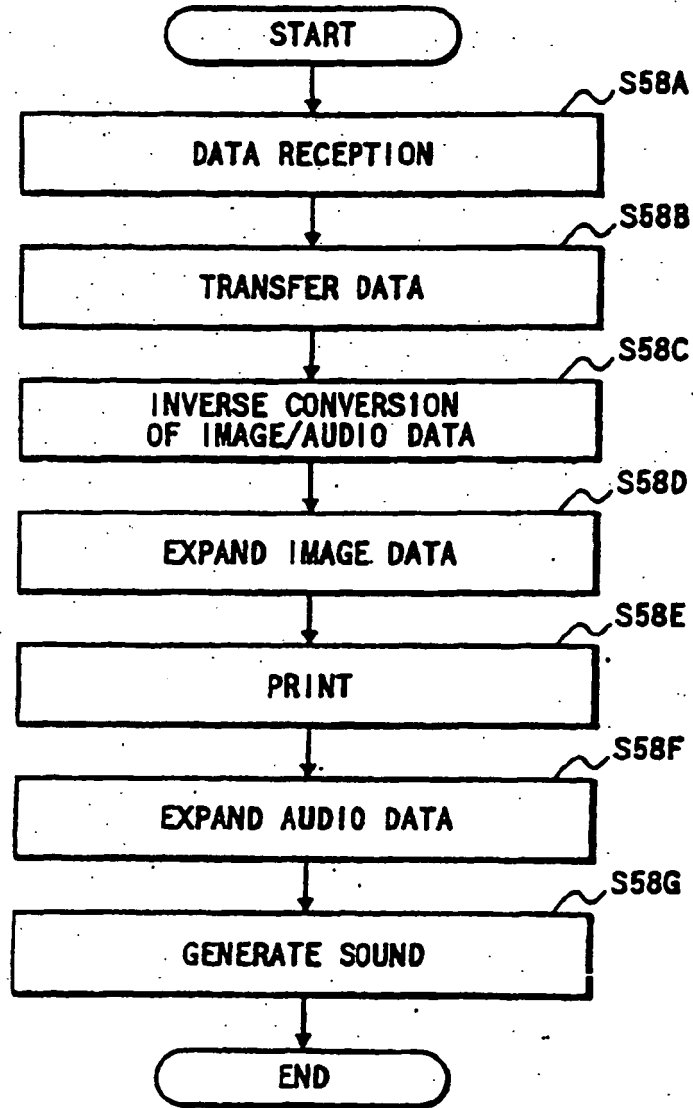 START
S58A
DATA RECEPTION
S58B
TRANSFER DATA
S58C
INVERSE CONVERSION
OF IMAGE/AUDIO DATA
S58D
EXPAND IMAGE DATA
S58E
PRINT
S58F
EXPAND AUDIO DATA
S58G
GENERATE SOUND
END